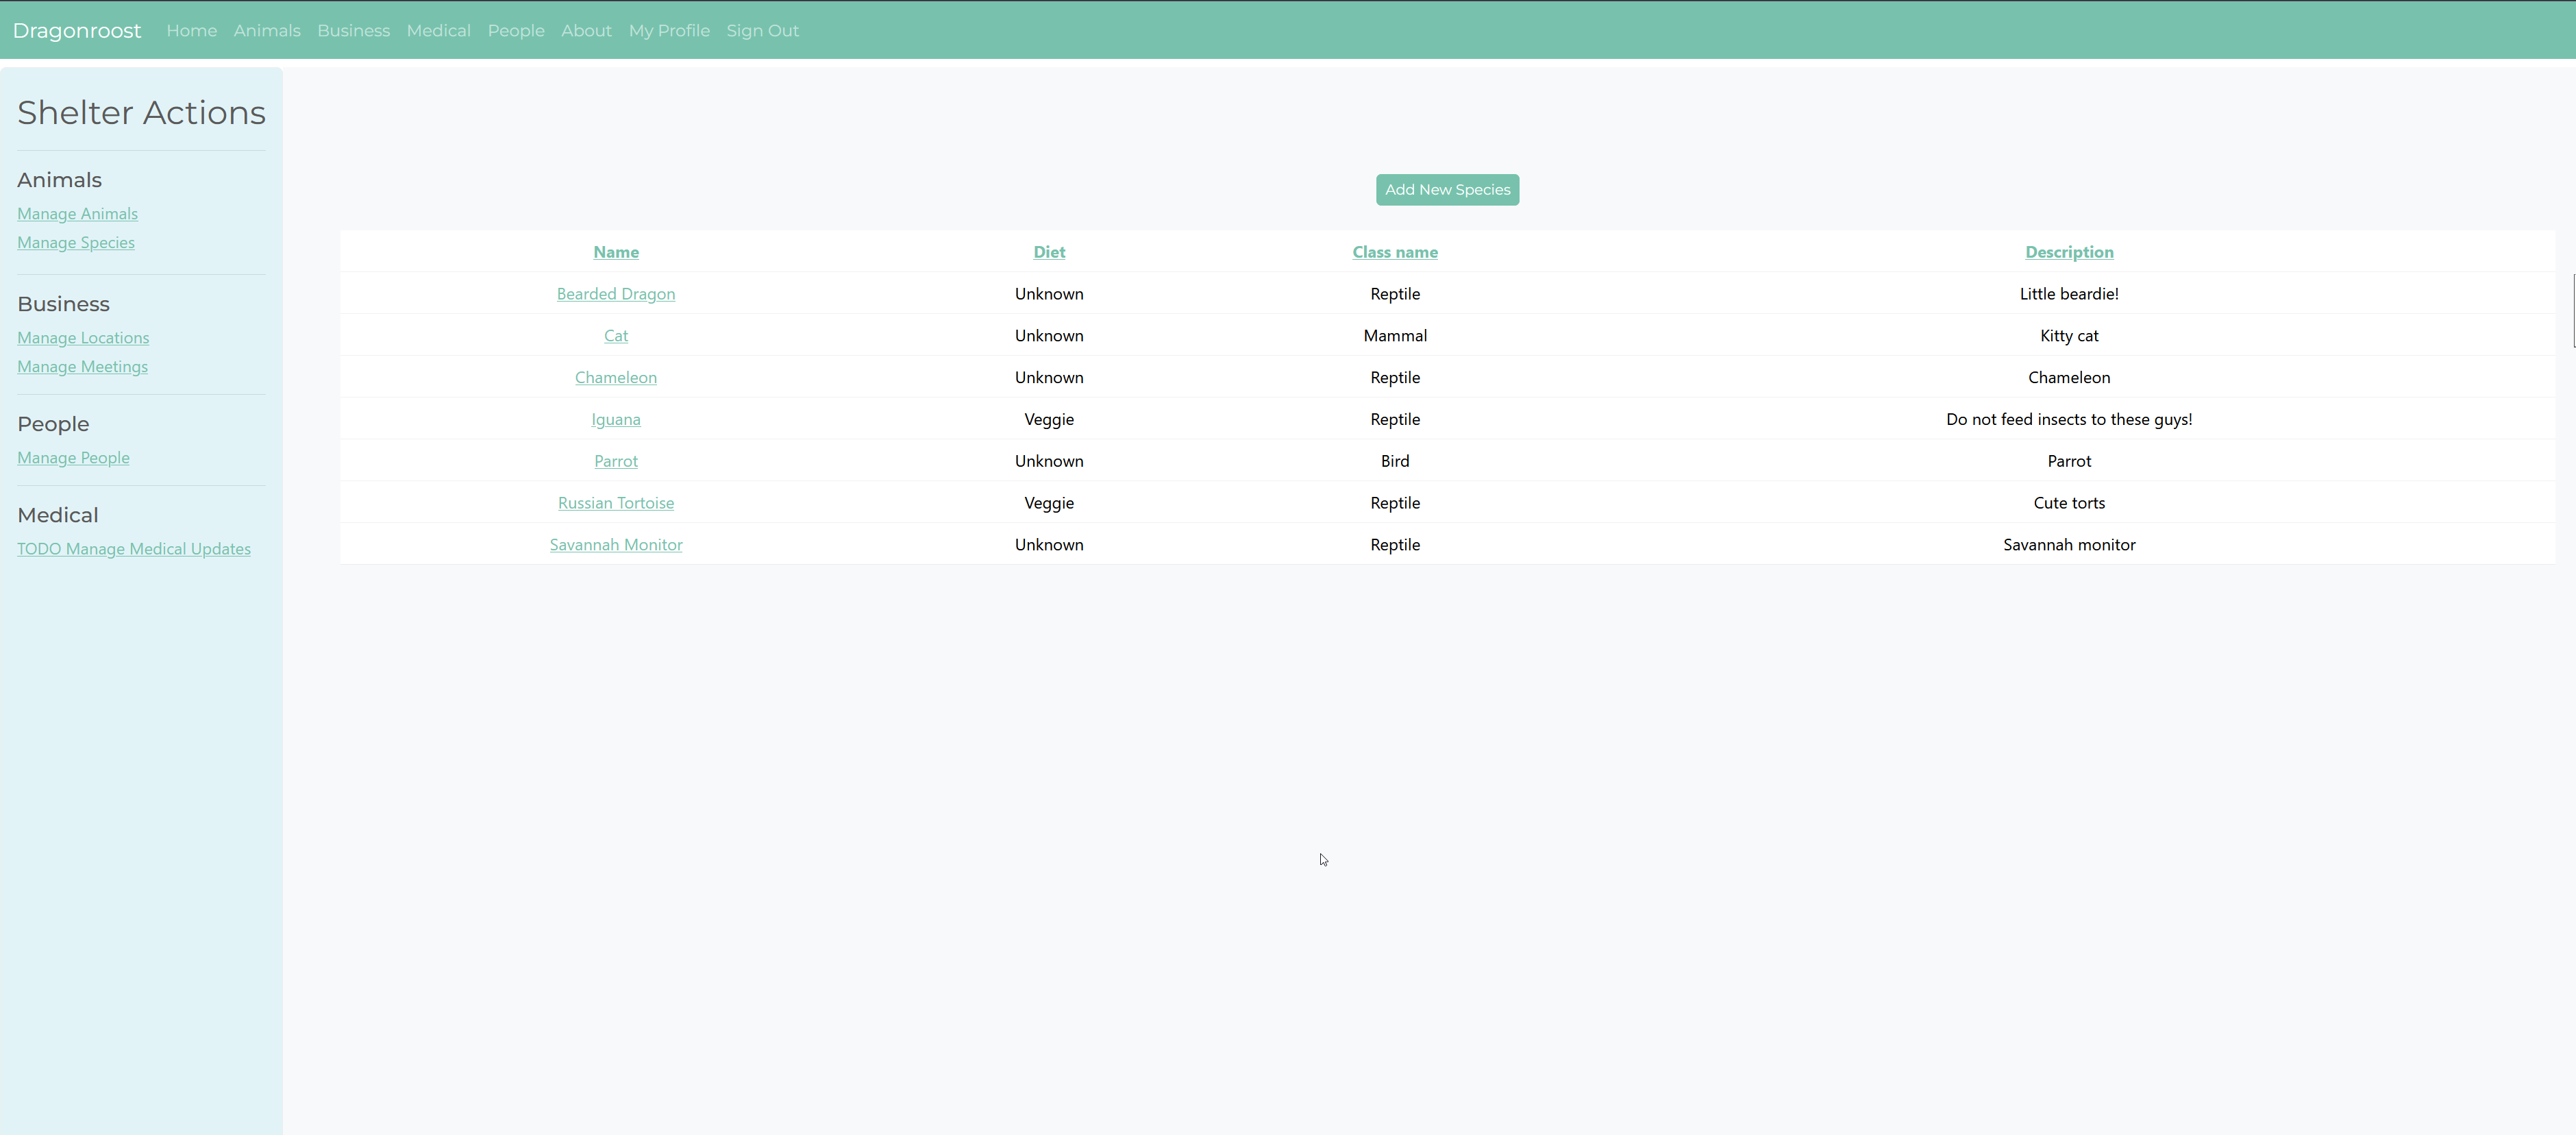 Dragonroost Home Animals Business Medical People About My Profile Sign Out
Shelter Actions
Animals
Manage Animals
Manage Species
Business
Manage Locations
Manage Meetings
People
Manage People
Medical
TODO Manage Medical Updates
Add New Species
Name Diet Class name Description
Bearded Dragon Unknown Reptile Little beardie!
Cat Unknown Mammal Kitty cat
Chameleon Unknown Reptile Chameleon
Iguana Veggie Reptile Do not feed insects to these guys!
Parrot Unknown Bird Parrot
Russian Tortoise Veggie Reptile Cute torts
Savannah Monitor Unknown Reptile Savannah monitor